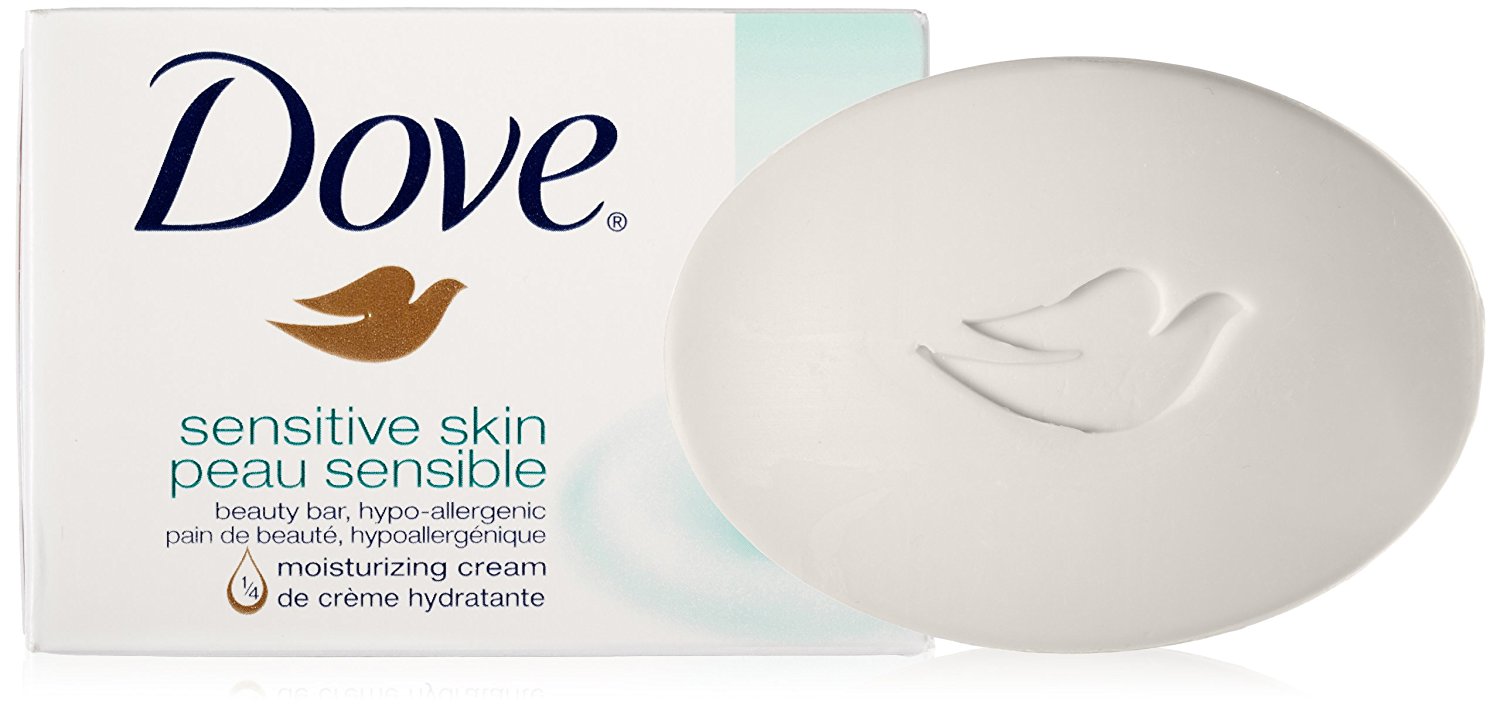 Dove®
sensitive skin
peau sensible
beauty bar, hypo-allergenic
pain de beauté, hypoallergénique
1/4 moisturizing cream
de crème hydratante